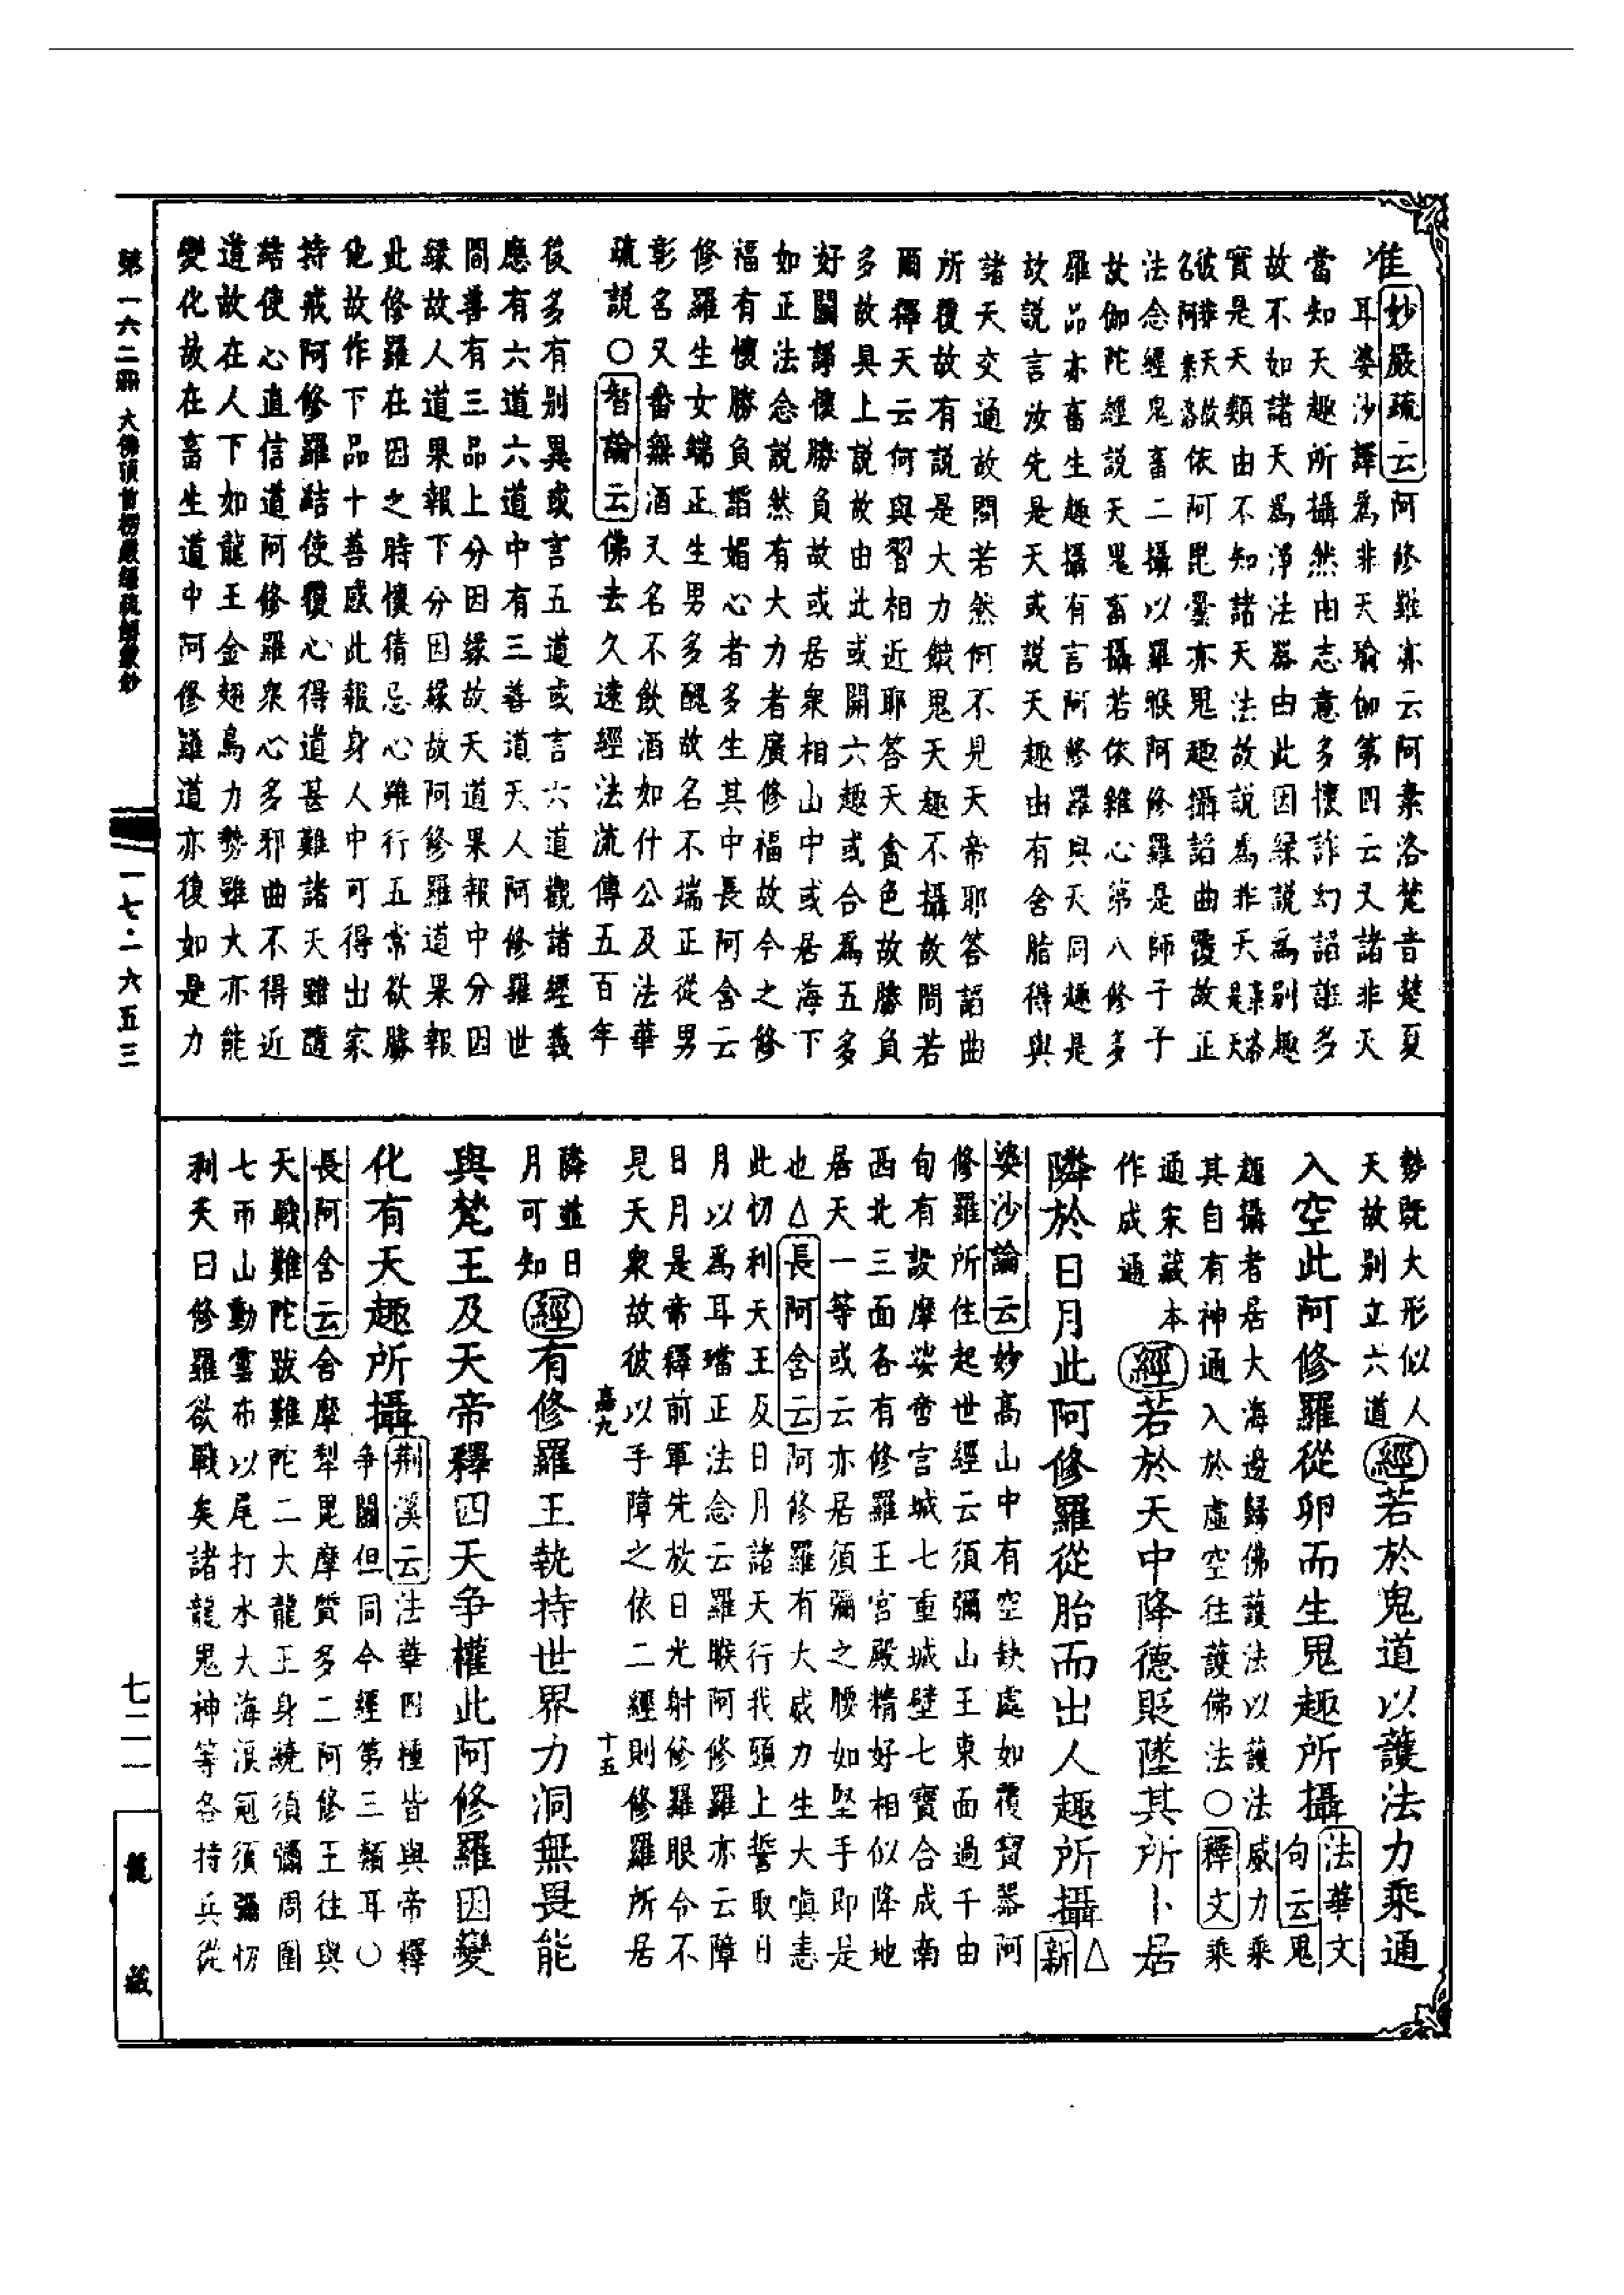 准妙嚴疏云阿修雖亦云阿素洛梵音楚夏
耳婆沙譯為非天瑜伽第四云又諸非天
當知天趣所攝然由志意多懷詐幻諂誑多
故不如諸天為淨法器由此因緣說為別趣
實是天類由不知諸天法故說為非天
彼非天故名阿素洛依阿毘曇亦鬼趣攝諂曲覆故正
法念經鬼畜二攝以羅睺阿修羅是師子子
故伽陀經說天鬼畜攝若依雜心第八修多
羅品亦畜生趣攝有言阿修羅與天同趣是
故說言汝先是天或說天趣由有舍脂得與
諸天交通故問若然何不見天帝耶答諂曲
所覆故有說是大力餓鬼天趣不攝故問若
爾釋天云何與習相近耶答天貪色故勝負
多故具上說故由此或開六趣或合為五多
好鬪諍懷勝負故或居眾相山中或居海下
如正法念說然有大力者廣修福故今之修
福有懷勝負諂媚心者多生其中長阿含云
修羅生女端正生男多醜故名不端正從男
彰名又番無酒又名不飲酒如什公及法華
疏說○智論云佛去久遠經法流傳五百年
後多有別異或言五道或言六道觀諸經義
應有六道六道中有三善道天人阿修羅世
間善有三品上分因緣故天道果報中分因
緣故人道果報下分因緣故阿修羅道果報
此修羅在因之時懷猜忌心雖行五常欲勝
他故作下品十善感此報身人中可得出家
持戒阿修羅結使覆心得道甚難諸天雖隨
結使心直信道阿修羅眾心多邪曲不得近
道故在人下如龍王金翅鳥力勢雖大亦能
變化故在畜生道中阿修羅道亦復如是力
勢既大形似人
天故別立六道經若於鬼道以護法力乘通
入空此阿修羅從卵而生鬼趣所攝法華文
句云鬼
趣攝者居大海邊歸佛護法以護法威力乘
其自有神通入於虛空往護佛法○釋文乘
通宋藏本
作成通經若於天中降德貶墜其所卜居
隣於日月此阿修羅從胎而出人趣所攝△
新
婆沙論云妙高山中有空缺處如覆寶器阿
修羅所住起世經云須彌山王東面過千由
旬有設摩娑帝宮城七重城壁七寶合成南
西北三面各有修羅王宮殿精好相似降地
居天一等或云亦居須彌之腰如堅手即是
也△長阿含云阿修羅有大威力生大嗔恚
此忉利天王及日月諸天行我頭上誓取日
月以為耳璫正法念云羅睺阿修羅亦云障
日月是帝釋前軍先放日光射修羅眼令不
見天眾故彼以手障之依二經則修羅所居
嘉九
十五
隣並日
月可知經有修羅王執持世界力洞無畏能
與梵王及天帝釋四天争權此阿修羅因變
化有天趣所攝荆溪云法華四種皆與帝釋
争鬪但同今經第三類耳○
長阿含云舍摩犁毘摩質多二阿修王往與
天戰難陀跋難陀二大龍王身繞須彌周圍
七帀山動雲布以尾打水大海浪冠須彌忉
利天曰修羅欲戰矣諸龍鬼神等各持兵從
第一六二冊
大佛頂首楞嚴經疏解蒙鈔
一七·二六五三
七二一
龍藏